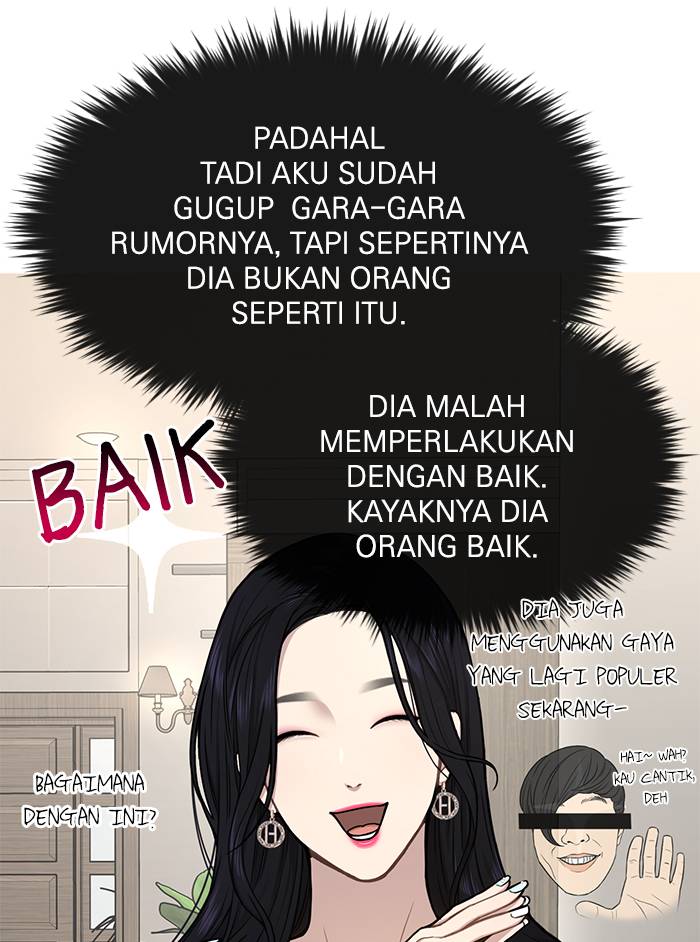 PADAHAL
TADI AKU SUDAH
GUGUP GARA-GARA
RUMORNYA, TAPI SEPERTINYA
DIA BUKAN ORANG
SEPERTI ITU.
DIA MALAH
MEMPERLAKUKAN
DENGAN BAIK.
KAYAKNYA DIA
ORANG BAIK.
BAIK
DIA JUGA
MENGGUNAKAN GAYA
YANG LAGI POPULER
SEKARANG-
HAI~ WAH?
KAU CANTIK,
DEH
BAGAIMANA
DENGAN INI?